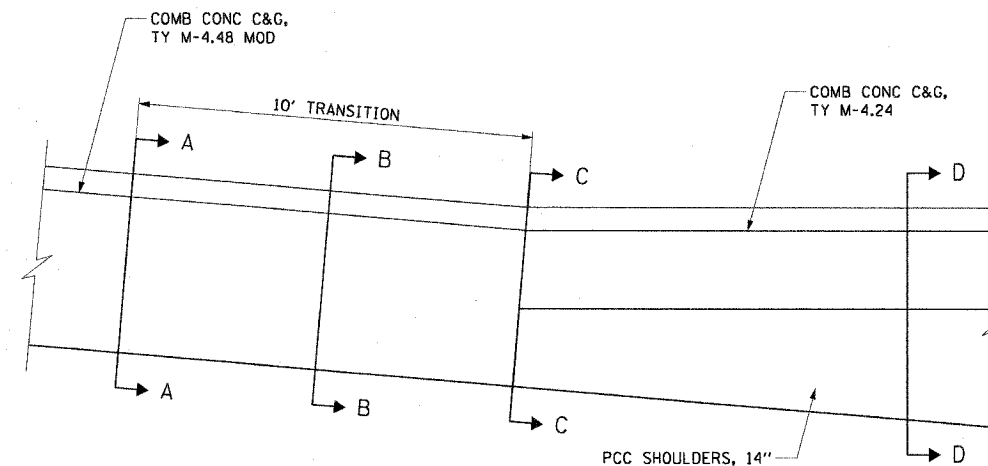 COMB CONC C&G,
TY M-4.48 MOD
10' TRANSITION
COMB CONC C&G,
TY M-4.24
A
B
C
D
A
B
C
D
PCC SHOULDERS, 14"